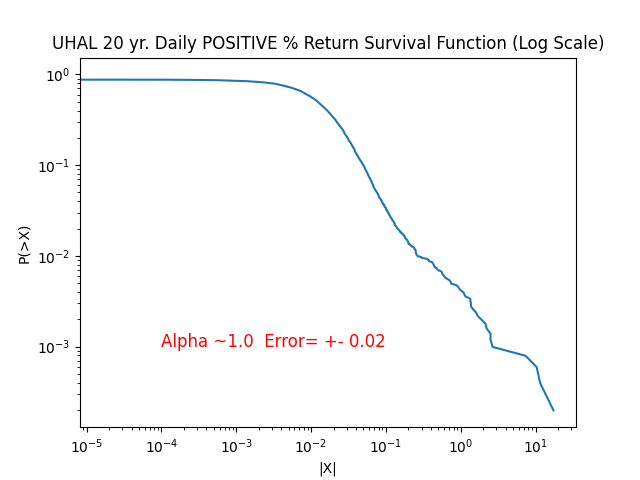 UHAL 20 yr. Daily POSITIVE % Return Survival Function (Log Scale)
10⁰
10⁻¹
10⁻²
10⁻³
P(>X)
Alpha ~1.0  Error= +- 0.02
10⁻⁵ 10⁻⁴ 10⁻³ 10⁻² 10⁻¹ 10⁰ 10¹
|X|